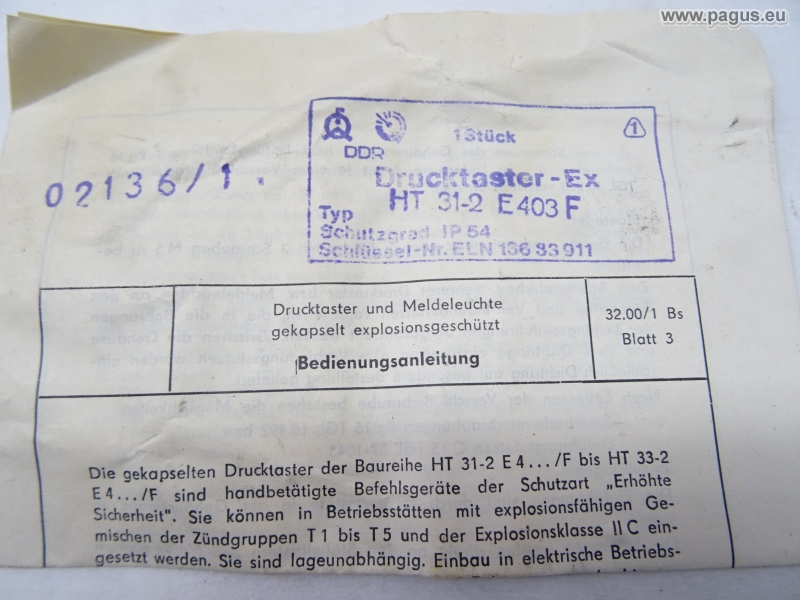 www.pagus.eu
1 Stück
1
DDR
Drucktaster-Ex
02136/1.
Typ HT 31-2 E403 F
Schutzgrad IP 54
Schlüssel-Nr. ELN 136 83 911
Drucktaster und Meldeleuchte
gekapselt explosionsgeschützt
Bedienungsanleitung
32.00/1 Bs
Blatt 3
Die gekapselten Drucktaster der Baureihe HT 31-2 E 4.../F bis HT 33-2
E 4.../F sind handbetätigte Befehlsgeräte der Schutzart „Erhöhte
Sicherheit". Sie können in Betriebsstätten mit explosionsfähigen Ge-
mischen der Zündgruppen T 1 bis T 5 und der Explosionsklasse II C ein-
gesetzt werden. Sie sind lageunabhängig. Einbau in elektrische Betriebs-